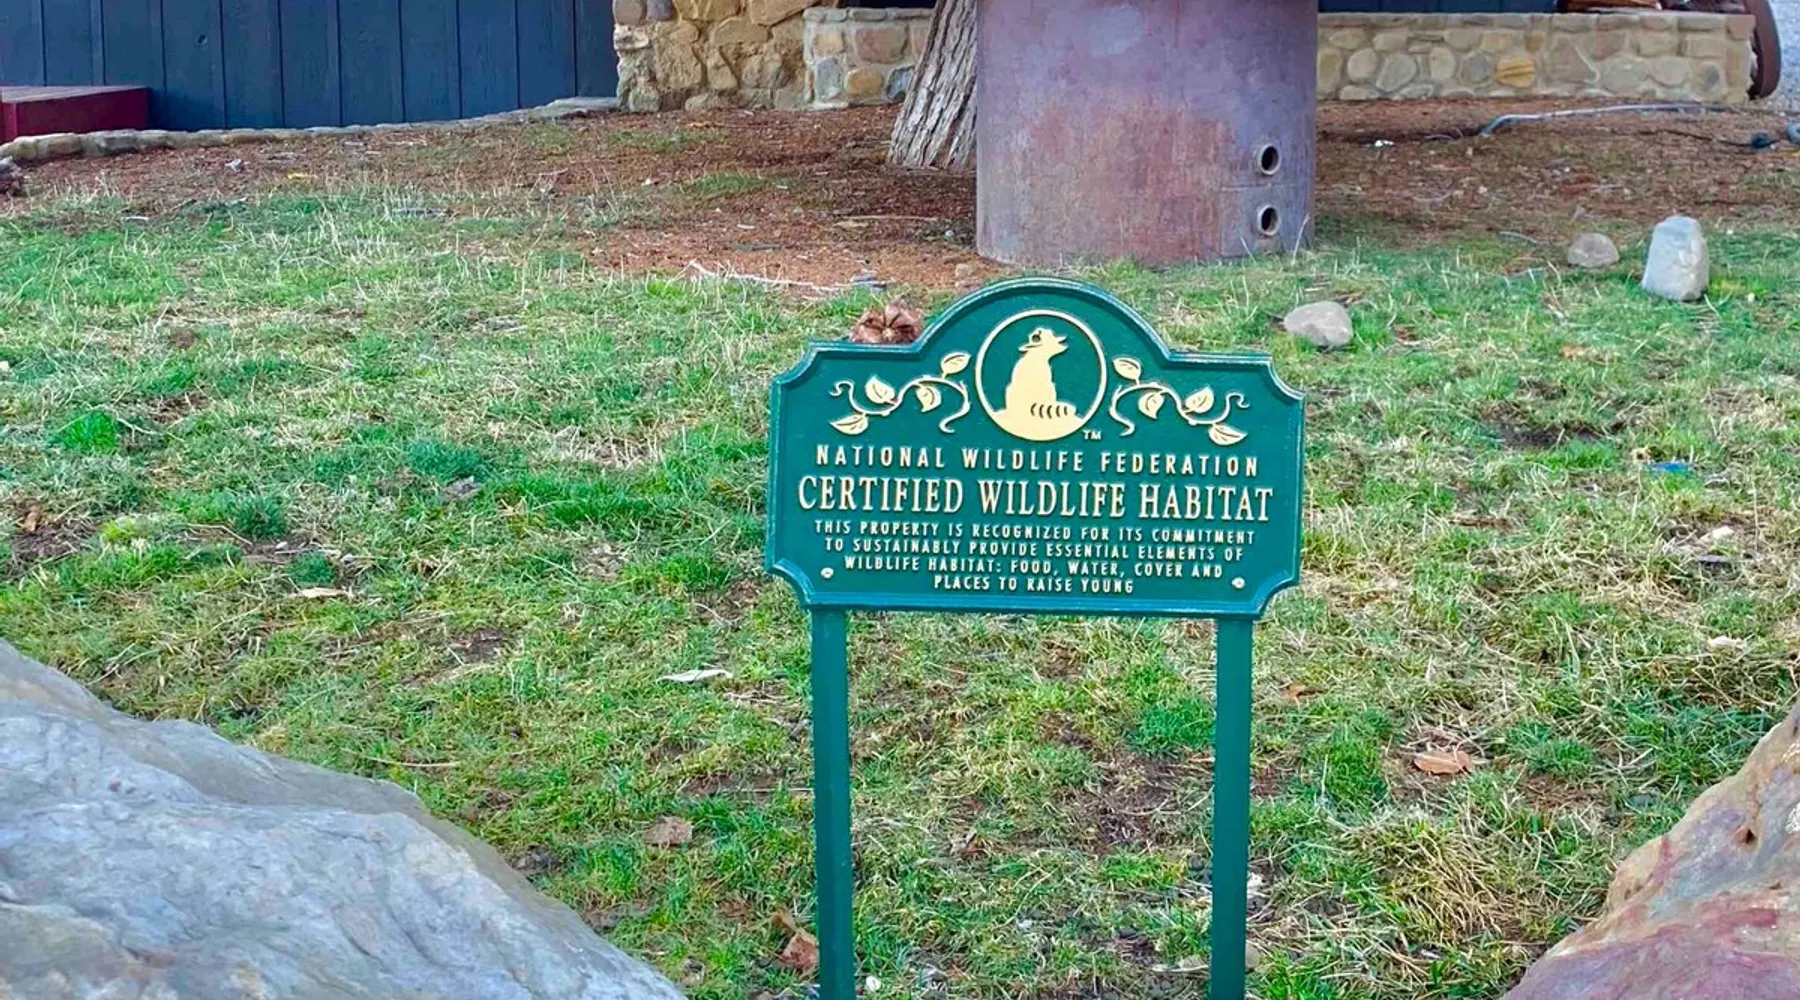 TM
NATIONAL WILDLIFE FEDERATION
CERTIFIED WILDLIFE HABITAT
THIS PROPERTY IS RECOGNIZED FOR ITS COMMITMENT
TO SUSTAINABLY PROVIDE ESSENTIAL ELEMENTS OF
WILDLIFE HABITAT: FOOD, WATER, COVER AND
PLACES TO RAISE YOUNG